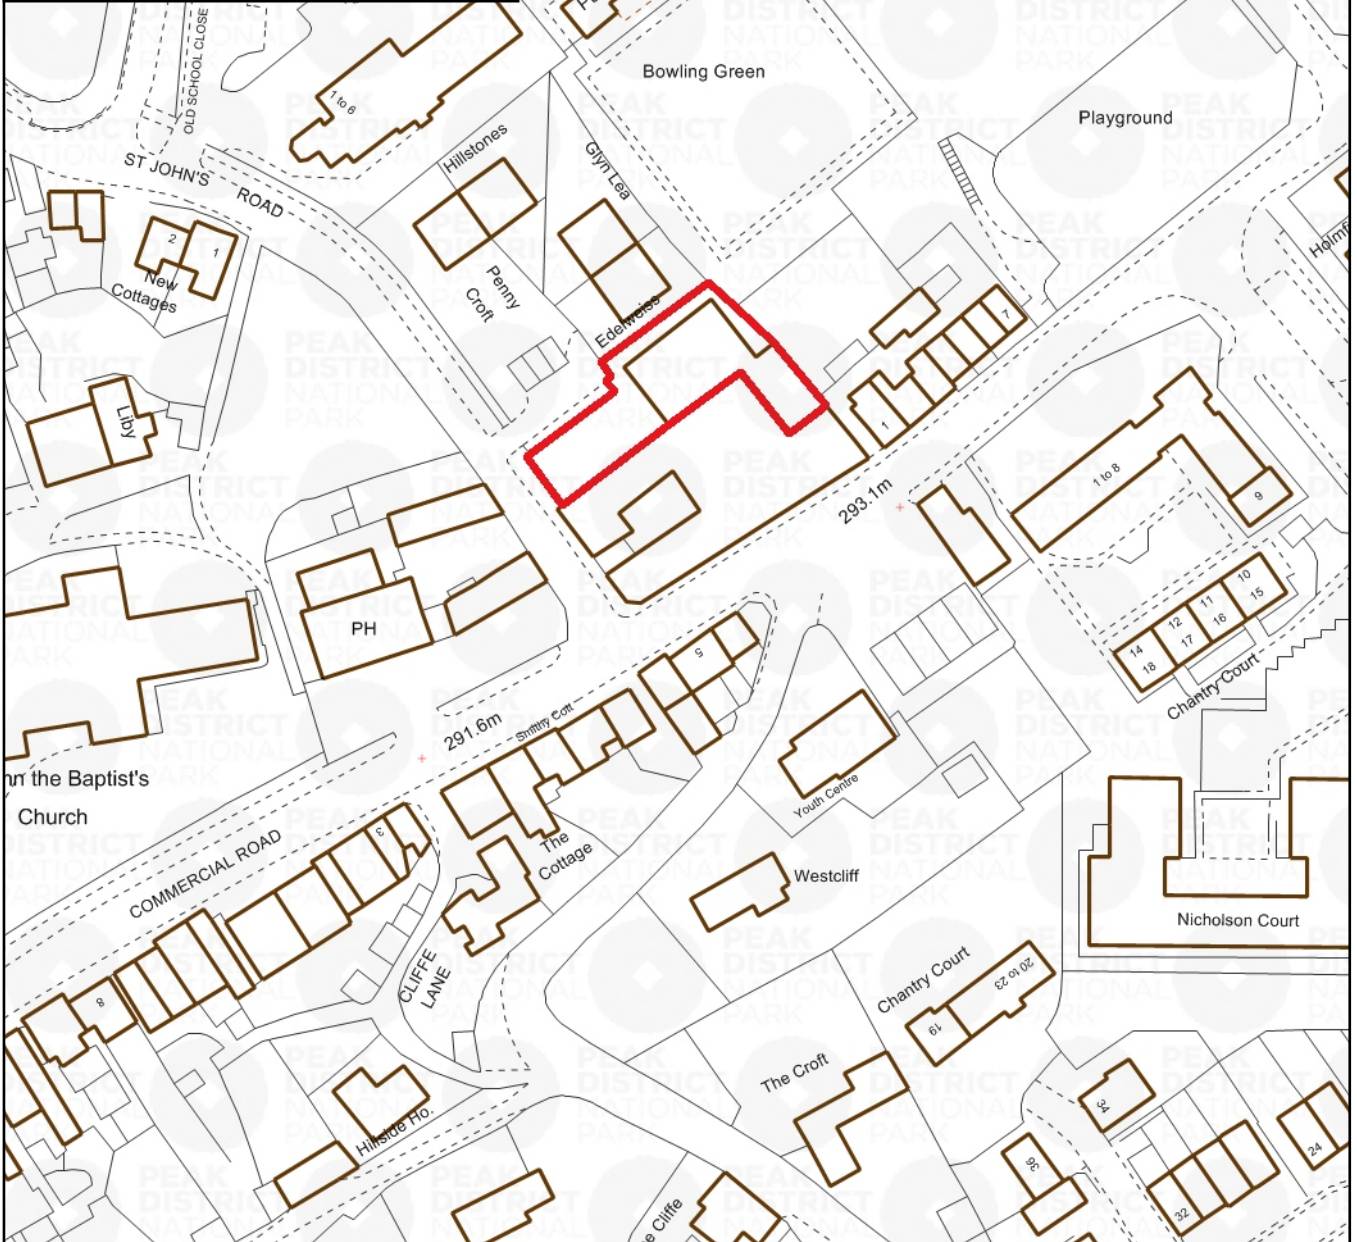 Bowling Green
Playground
OLD SCHOOL CLOSE
1 to 6
Hillstones
Glyn Lea
ST JOHN'S
ROAD
2
1
New
Cottages
Penny
Croft
Edelweiss
Holmfi
7
1
Liby
1 to 8
9
293.1m
10
15
11
16
12
17
14
18
Chantry Court
PH
5
291.6m
Smithy Cott
Youth Centre
nn the Baptist's
Church
3
The
Cottage
COMMERCIAL ROAD
Westcliff
Nicholson Court
CLIFFE
LANE
8
Chantry Court
20 to 23
19
The Croft
Hillside Ho.
34
36
24
32
e Cliffe
PEAK
DISTRICT
NATIONAL
PARK